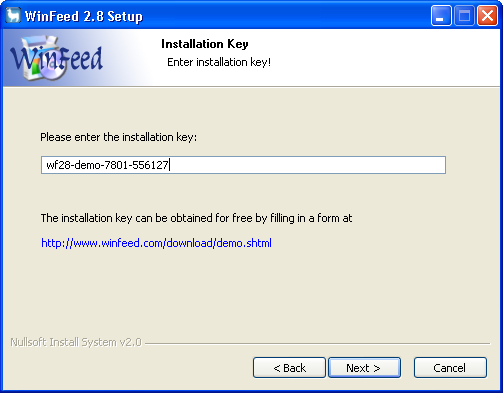 WinFeed 2.8 Setup
WinFeed
Installation Key
Enter installation key!
Please enter the installation key:
wf28-demo-7801-556127
The installation key can be obtained for free by filling in a form at
http://www.winfeed.com/download/demo.shtml
Nullsoft Install System v2.0
< Back
Next >
Cancel